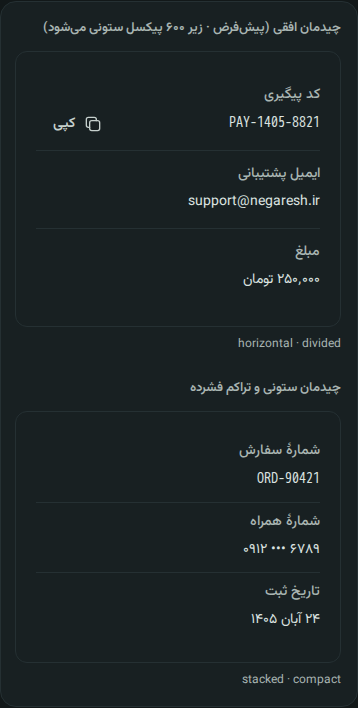 چیدمان افقی (پیش‌فرض · زیر ۶۰۰ پیکسل ستونی می‌شود)
کد پیگیری
PAY-1405-8821
کپی
ایمیل پشتیبانی
support@negaresh.ir
مبلغ
۲۵۰٬۰۰۰ تومان
horizontal · divided
چیدمان ستونی و تراکم فشرده
شمارهٔ سفارش
ORD-90421
شمارهٔ همراه
۰۹۱۲ ••• ۶۷۸۹
تاریخ ثبت
۲۴ آبان ۱۴۰۵
stacked · compact